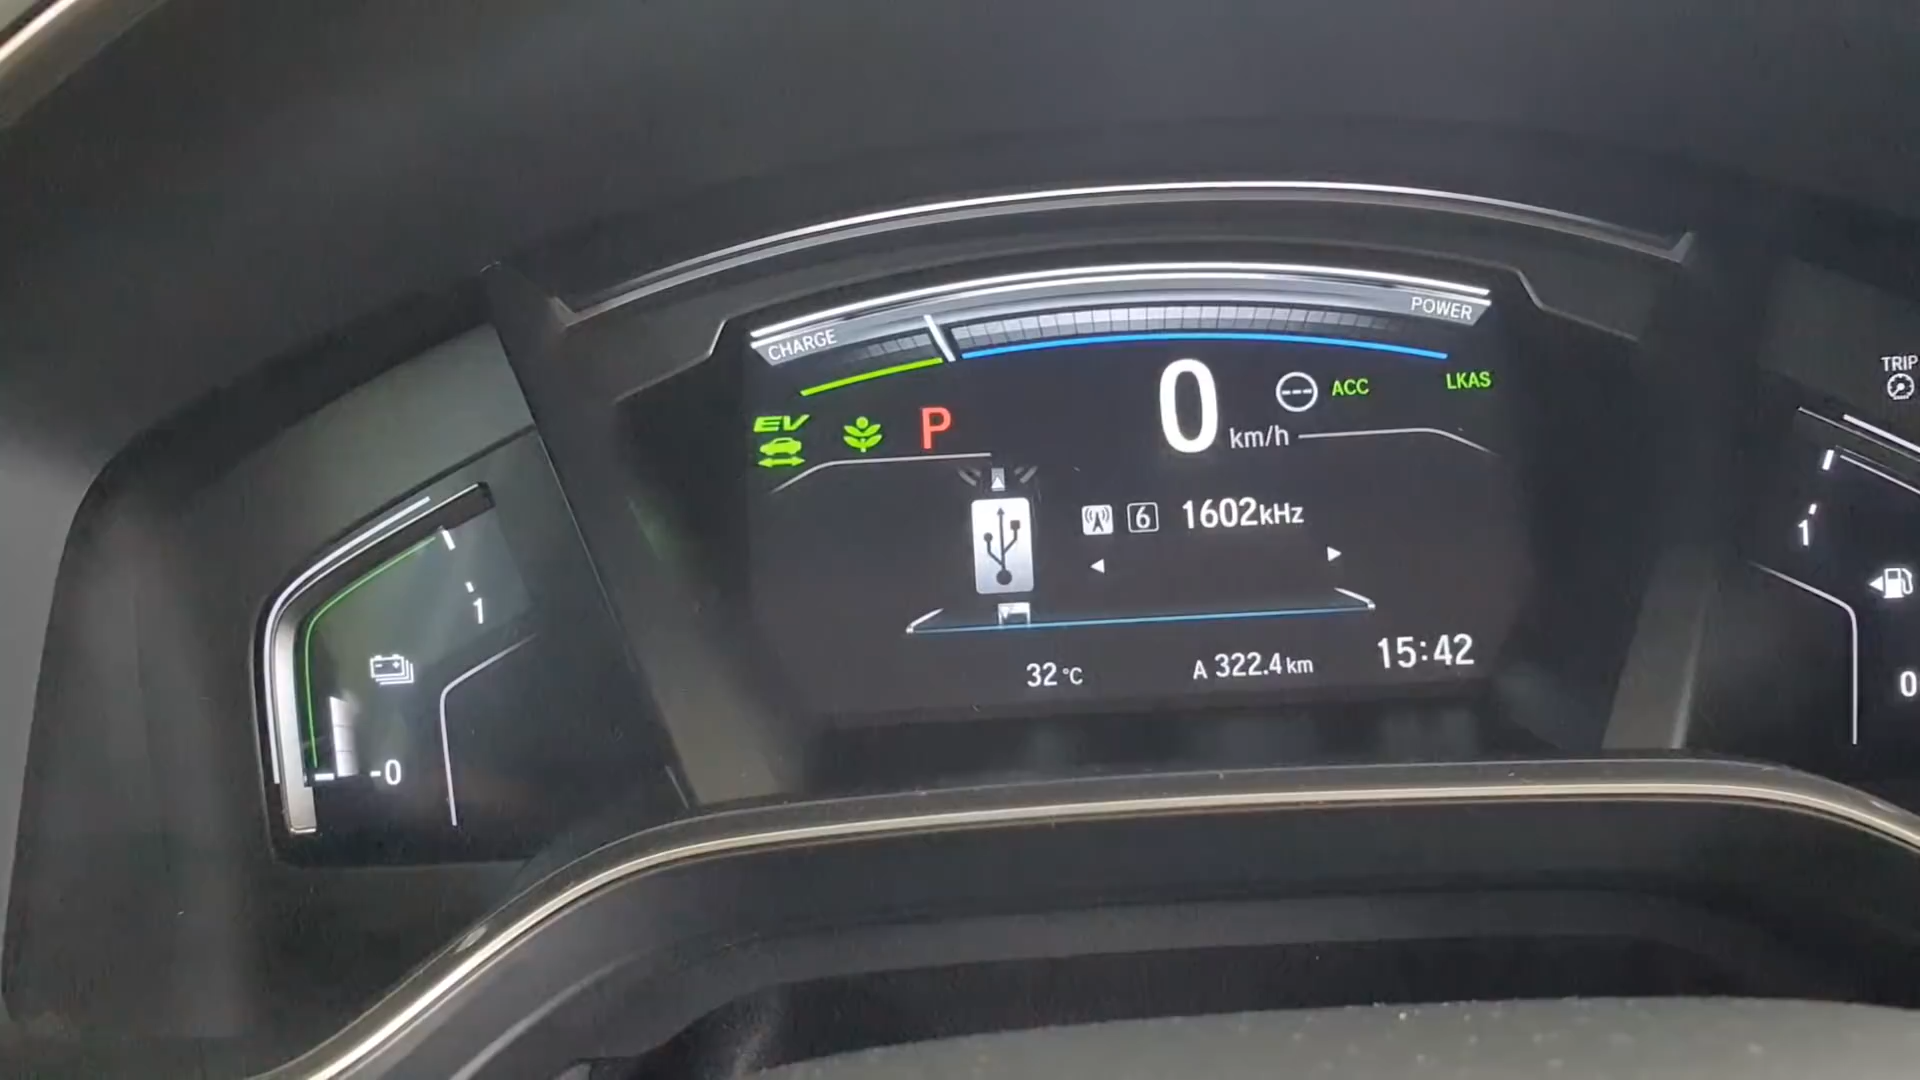 CHARGE
POWER
EV
P
0 km/h
ACC
LKAS
TRIP
6 1602kHz
1
1
-0
0
32°C
A 322.4 km
15:42